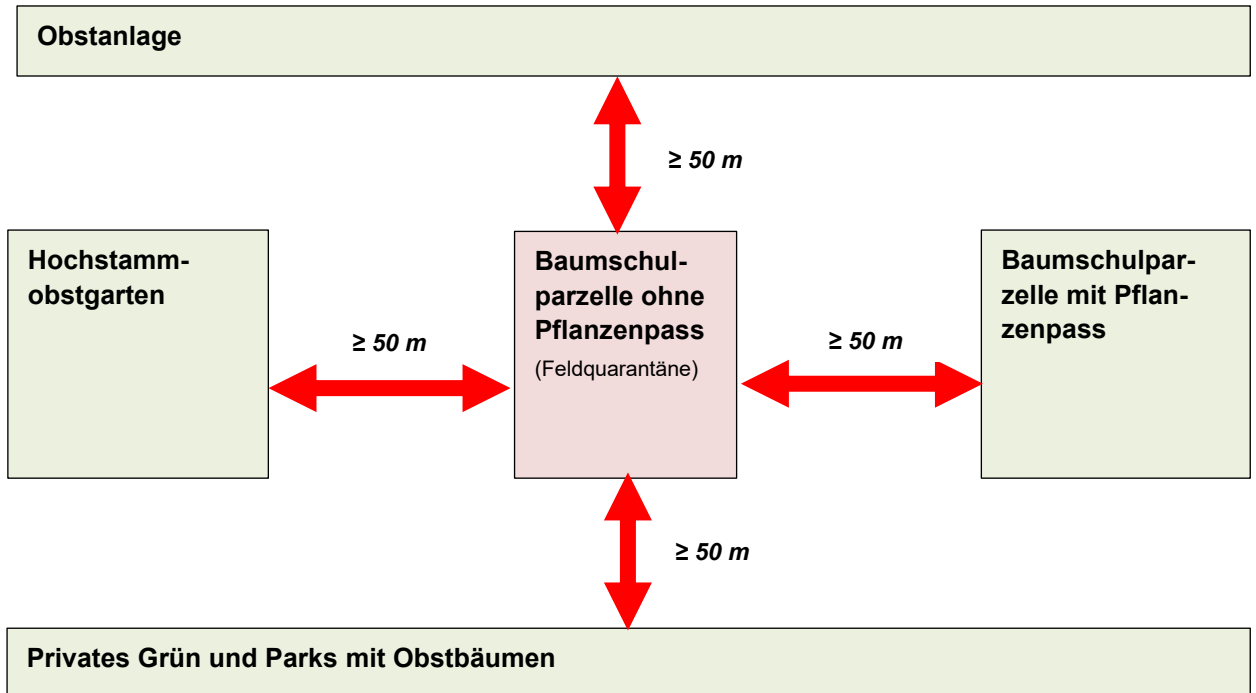 Obstanlage
≥ 50 m
Hochstamm-
obstgarten
≥ 50 m
Baumschul-
parzelle ohne
Pflanzenpass
(Feldquarantäne)
≥ 50 m
Baumschulpar-
zelle mit Pflan-
zenpass
≥ 50 m
Privates Grün und Parks mit Obstbäumen